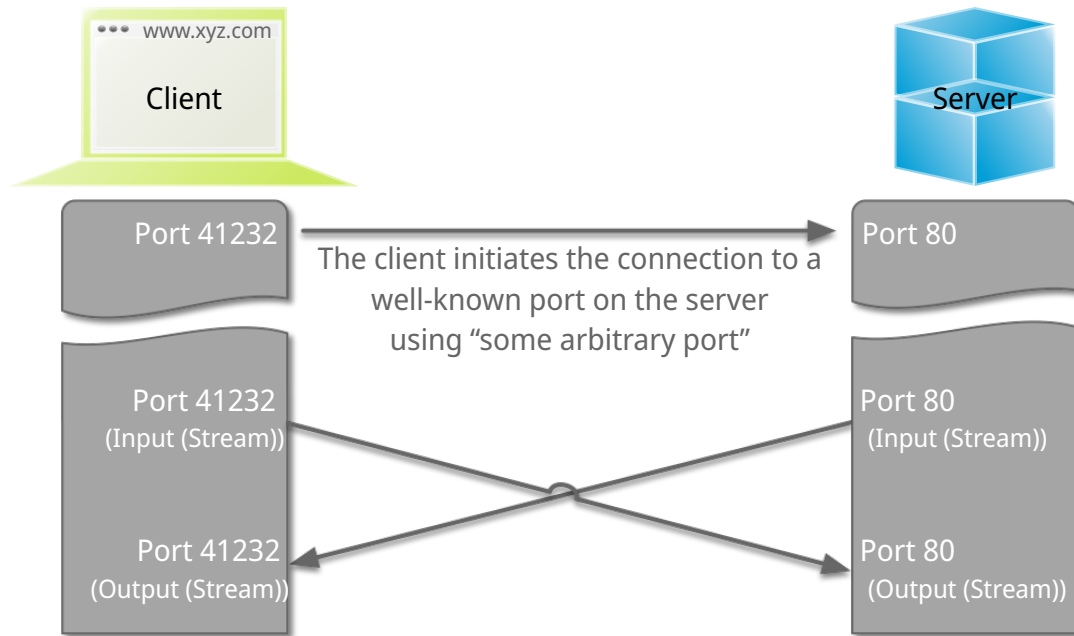 www.xyz.com
Client
Server
Port 41232
Port 80
The client initiates the connection to a
well-known port on the server
using “some arbitrary port”
Port 41232
(Input (Stream))
Port 80
(Input (Stream))
Port 41232
(Output (Stream))
Port 80
(Output (Stream))